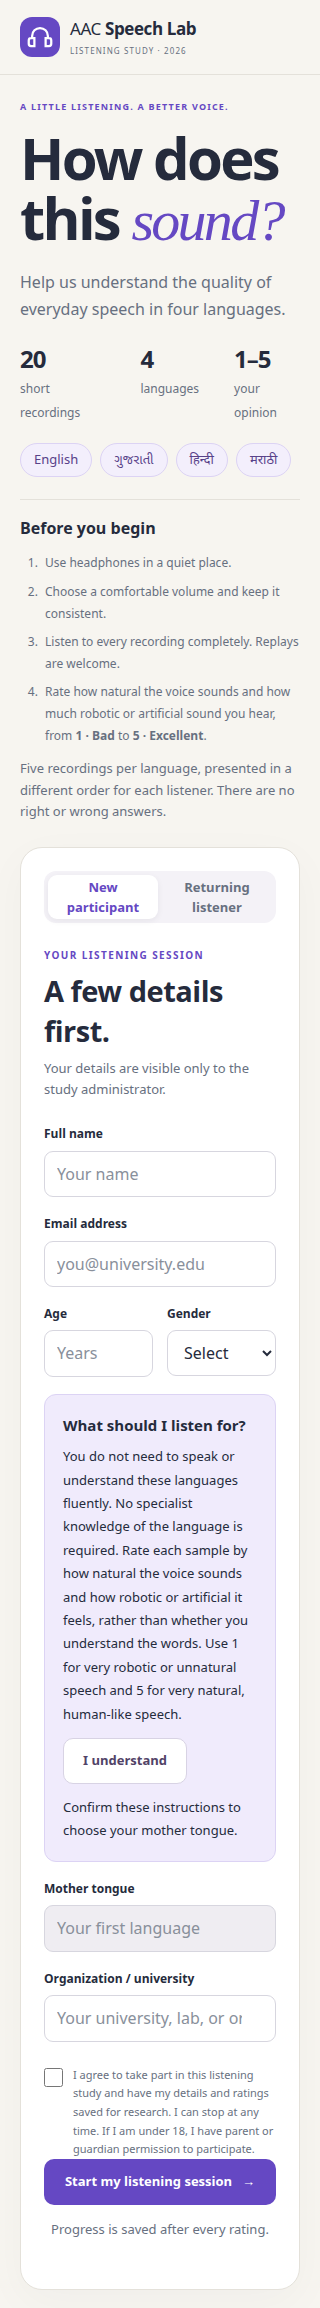 AAC Speech Lab
LISTENING STUDY · 2026
A LITTLE LISTENING. A BETTER VOICE.
How does
this sound?
Help us understand the quality of
everyday speech in four languages.
20 4 1–5
short languages your
recordings opinion
English ગુજરાતી हिन्दी मराठी
Before you begin
1. Use headphones in a quiet place.
2. Choose a comfortable volume and keep it
consistent.
3. Listen to every recording completely. Replays
are welcome.
4. Rate how natural the voice sounds and how
much robotic or artificial sound you hear,
from 1 · Bad to 5 · Excellent.
Five recordings per language, presented in a
different order for each listener. There are no
right or wrong answers.
New Returning
participant listener
YOUR LISTENING SESSION
A few details
first.
Your details are visible only to the
study administrator.
Full name
Your name
Email address
you@university.edu
Age Gender
Years Select
What should I listen for?
You do not need to speak or
understand these languages
fluently. No specialist
knowledge of the language is
required. Rate each sample by
how natural the voice sounds
and how robotic or artificial it
feels, rather than whether you
understand the words. Use 1
for very robotic or unnatural
speech and 5 for very natural,
human-like speech.
I understand
Confirm these instructions to
choose your mother tongue.
Mother tongue
Your first language
Organization / university
Your university, lab, or or
I agree to take part in this listening
study and have my details and ratings
saved for research. I can stop at any
time. If I am under 18, I have parent or
guardian permission to participate.
Start my listening session →
Progress is saved after every rating.